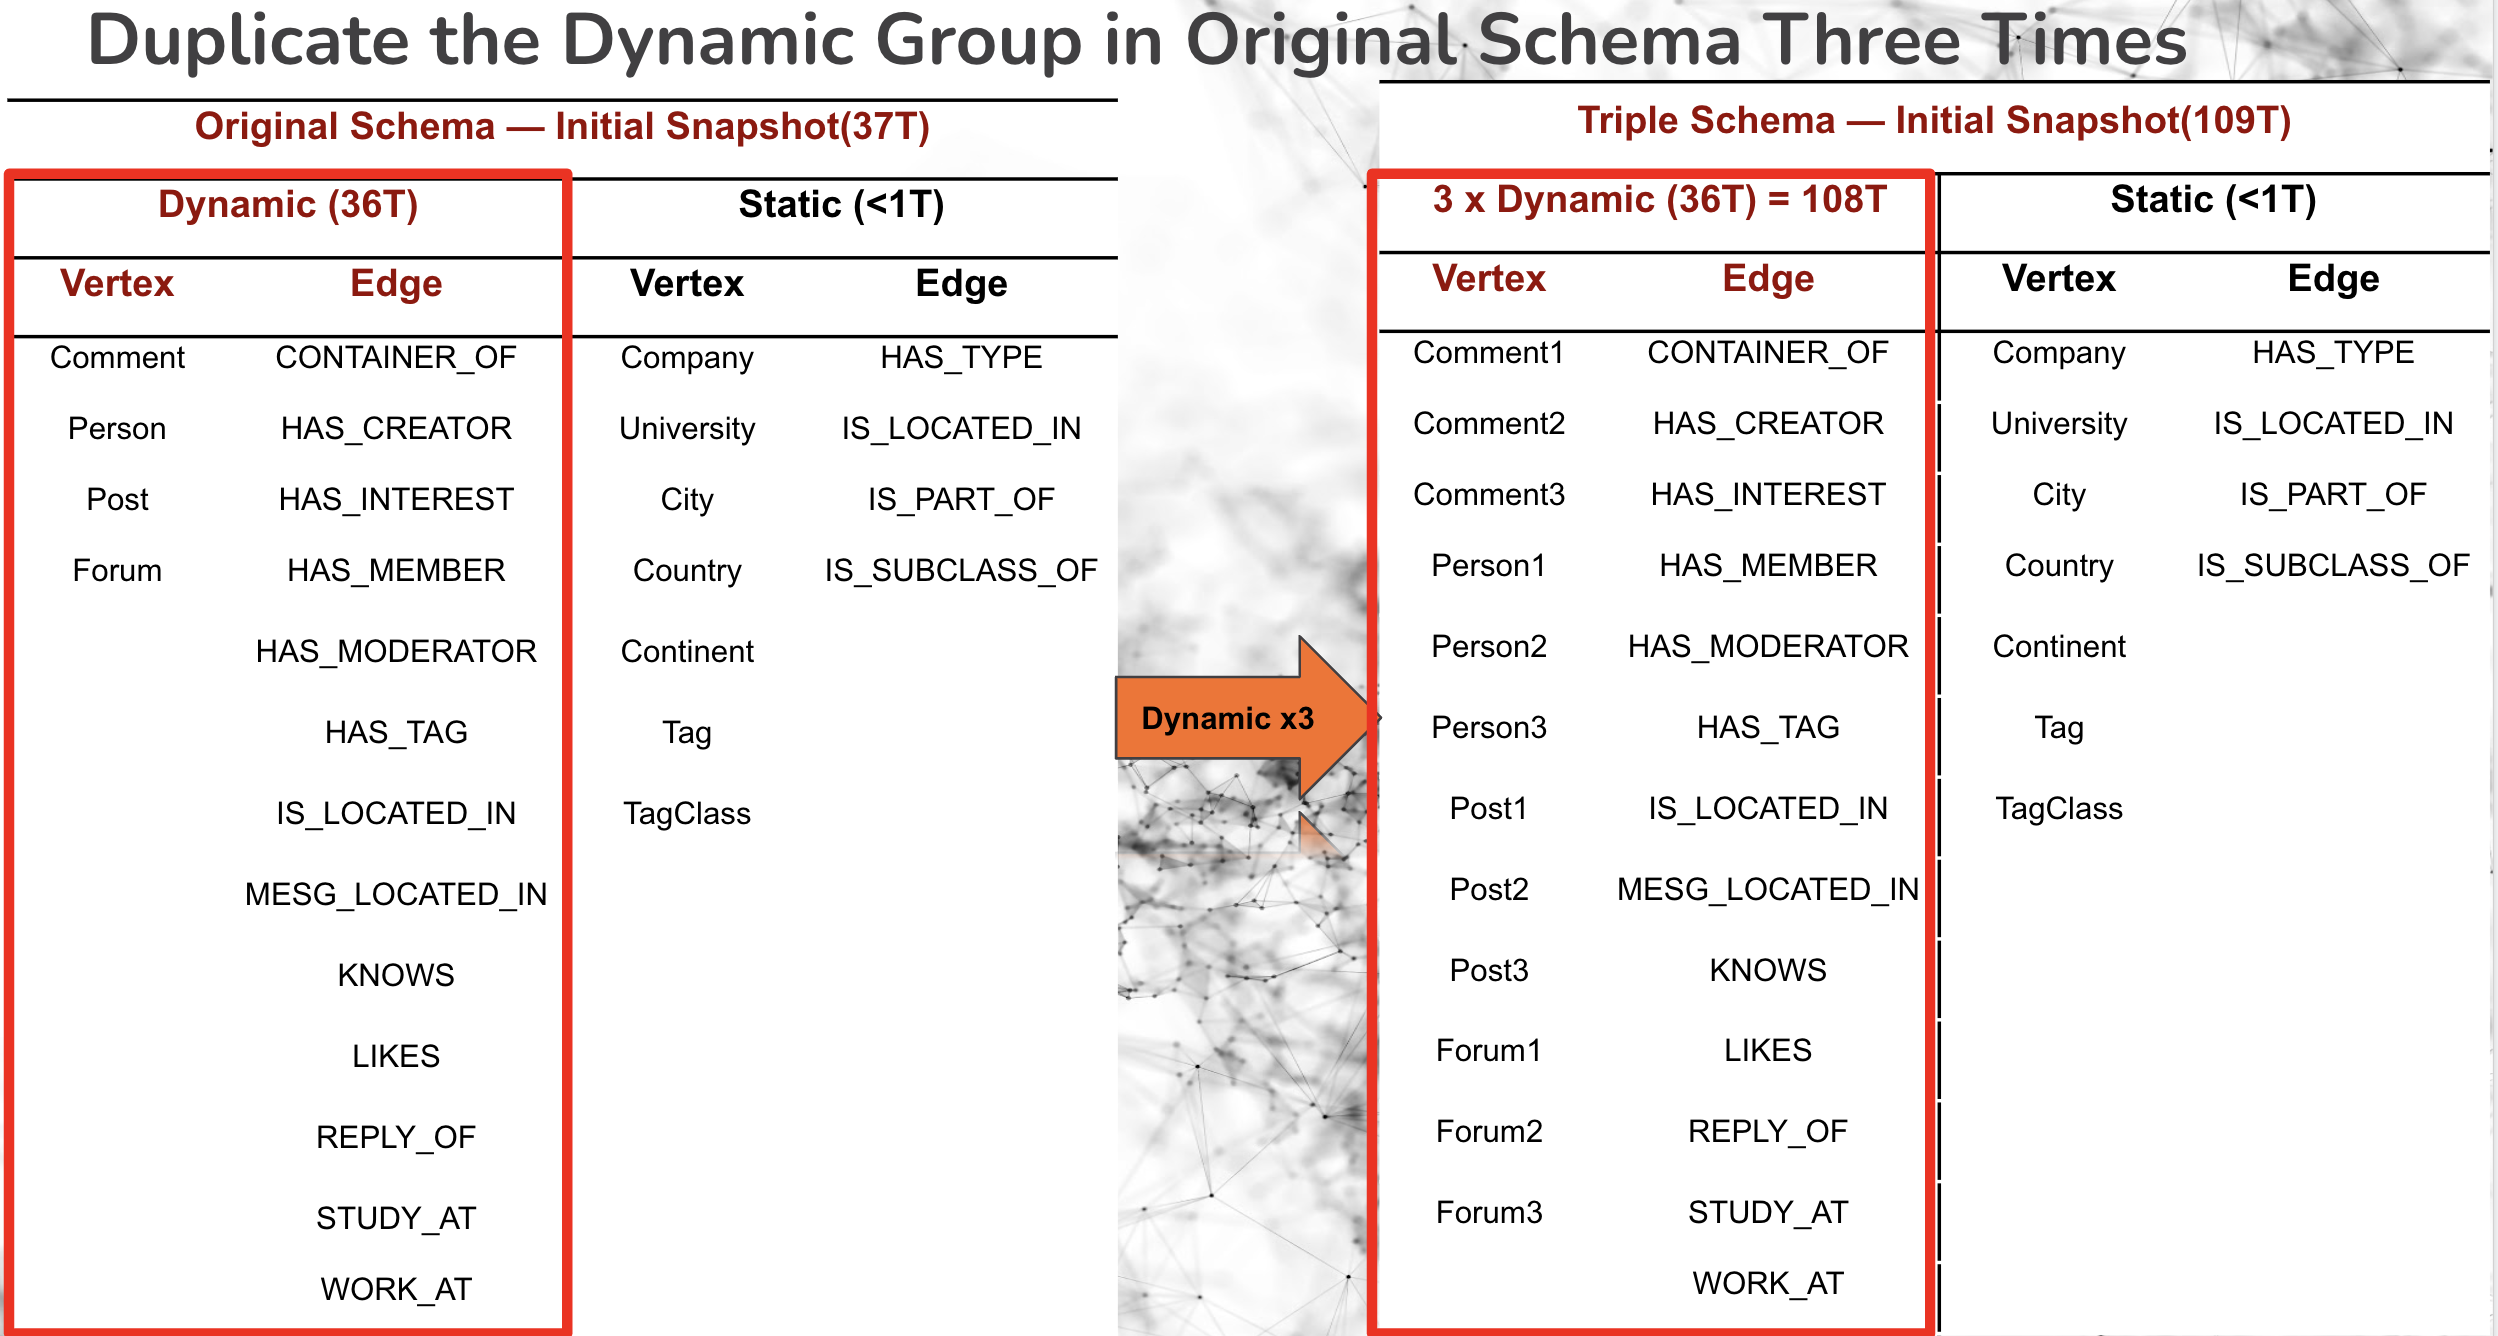 Duplicate the Dynamic Group in Original Schema Three Times
Original Schema — Initial Snapshot(37T)
Dynamic (36T) Static (<1T)
Vertex Edge Vertex Edge
Comment CONTAINER_OF Company HAS_TYPE
Person HAS_CREATOR University IS_LOCATED_IN
Post HAS_INTEREST City IS_PART_OF
Forum HAS_MEMBER Country IS_SUBCLASS_OF
HAS_MODERATOR Continent
HAS_TAG Tag
IS_LOCATED_IN TagClass
MESG_LOCATED_IN
KNOWS
LIKES
REPLY_OF
STUDY_AT
WORK_AT
Dynamic x3
Triple Schema — Initial Snapshot(109T)
3 x Dynamic (36T) = 108T Static (<1T)
Vertex Edge Vertex Edge
Comment1 CONTAINER_OF Company HAS_TYPE
Comment2 HAS_CREATOR University IS_LOCATED_IN
Comment3 HAS_INTEREST City IS_PART_OF
Person1 HAS_MEMBER Country IS_SUBCLASS_OF
Person2 HAS_MODERATOR Continent
Person3 HAS_TAG Tag
Post1 IS_LOCATED_IN TagClass
Post2 MESG_LOCATED_IN
Post3 KNOWS
Forum1 LIKES
Forum2 REPLY_OF
Forum3 STUDY_AT
WORK_AT